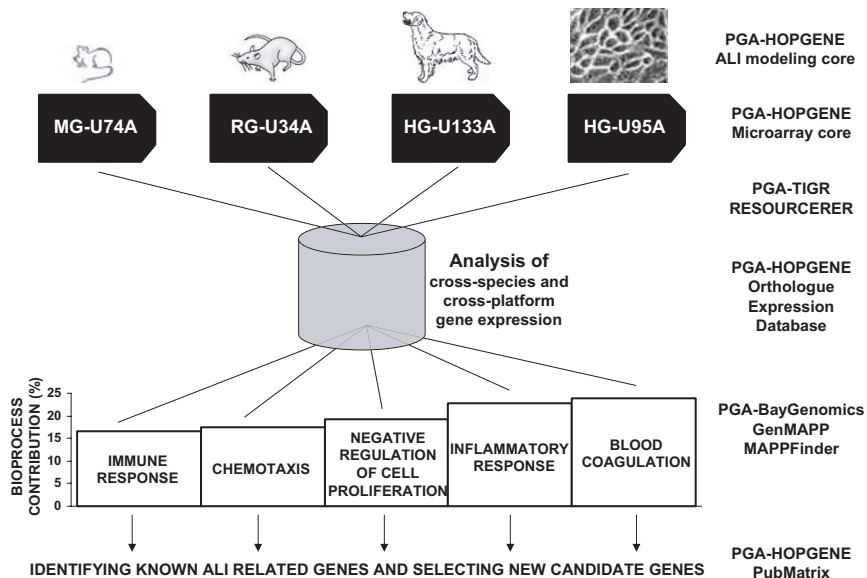 PGA-HOPGENE
ALI modeling core
MG-U74A
RG-U34A
HG-U133A
HG-U95A
PGA-HOPGENE
Microarray core
PGA-TIGR
RESOURCERER
Analysis of
cross-species and
cross-platform
gene expression
PGA-HOPGENE
Orthologue
Expression
Database
BIOPROCESS
CONTRIBUTION (%)
25
20
15
10
5
0
IMMUNE
RESPONSE
CHEMOTAXIS
NEGATIVE
REGULATION
OF CELL
PROLIFERATION
INFLAMMATORY
RESPONSE
BLOOD
COAGULATION
PGA-BayGenomics
GenMAPP
MAPPFinder
IDENTIFYING KNOWN ALI RELATED GENES AND SELECTING NEW CANDIDATE GENES
PGA-HOPGENE
PubMatrix